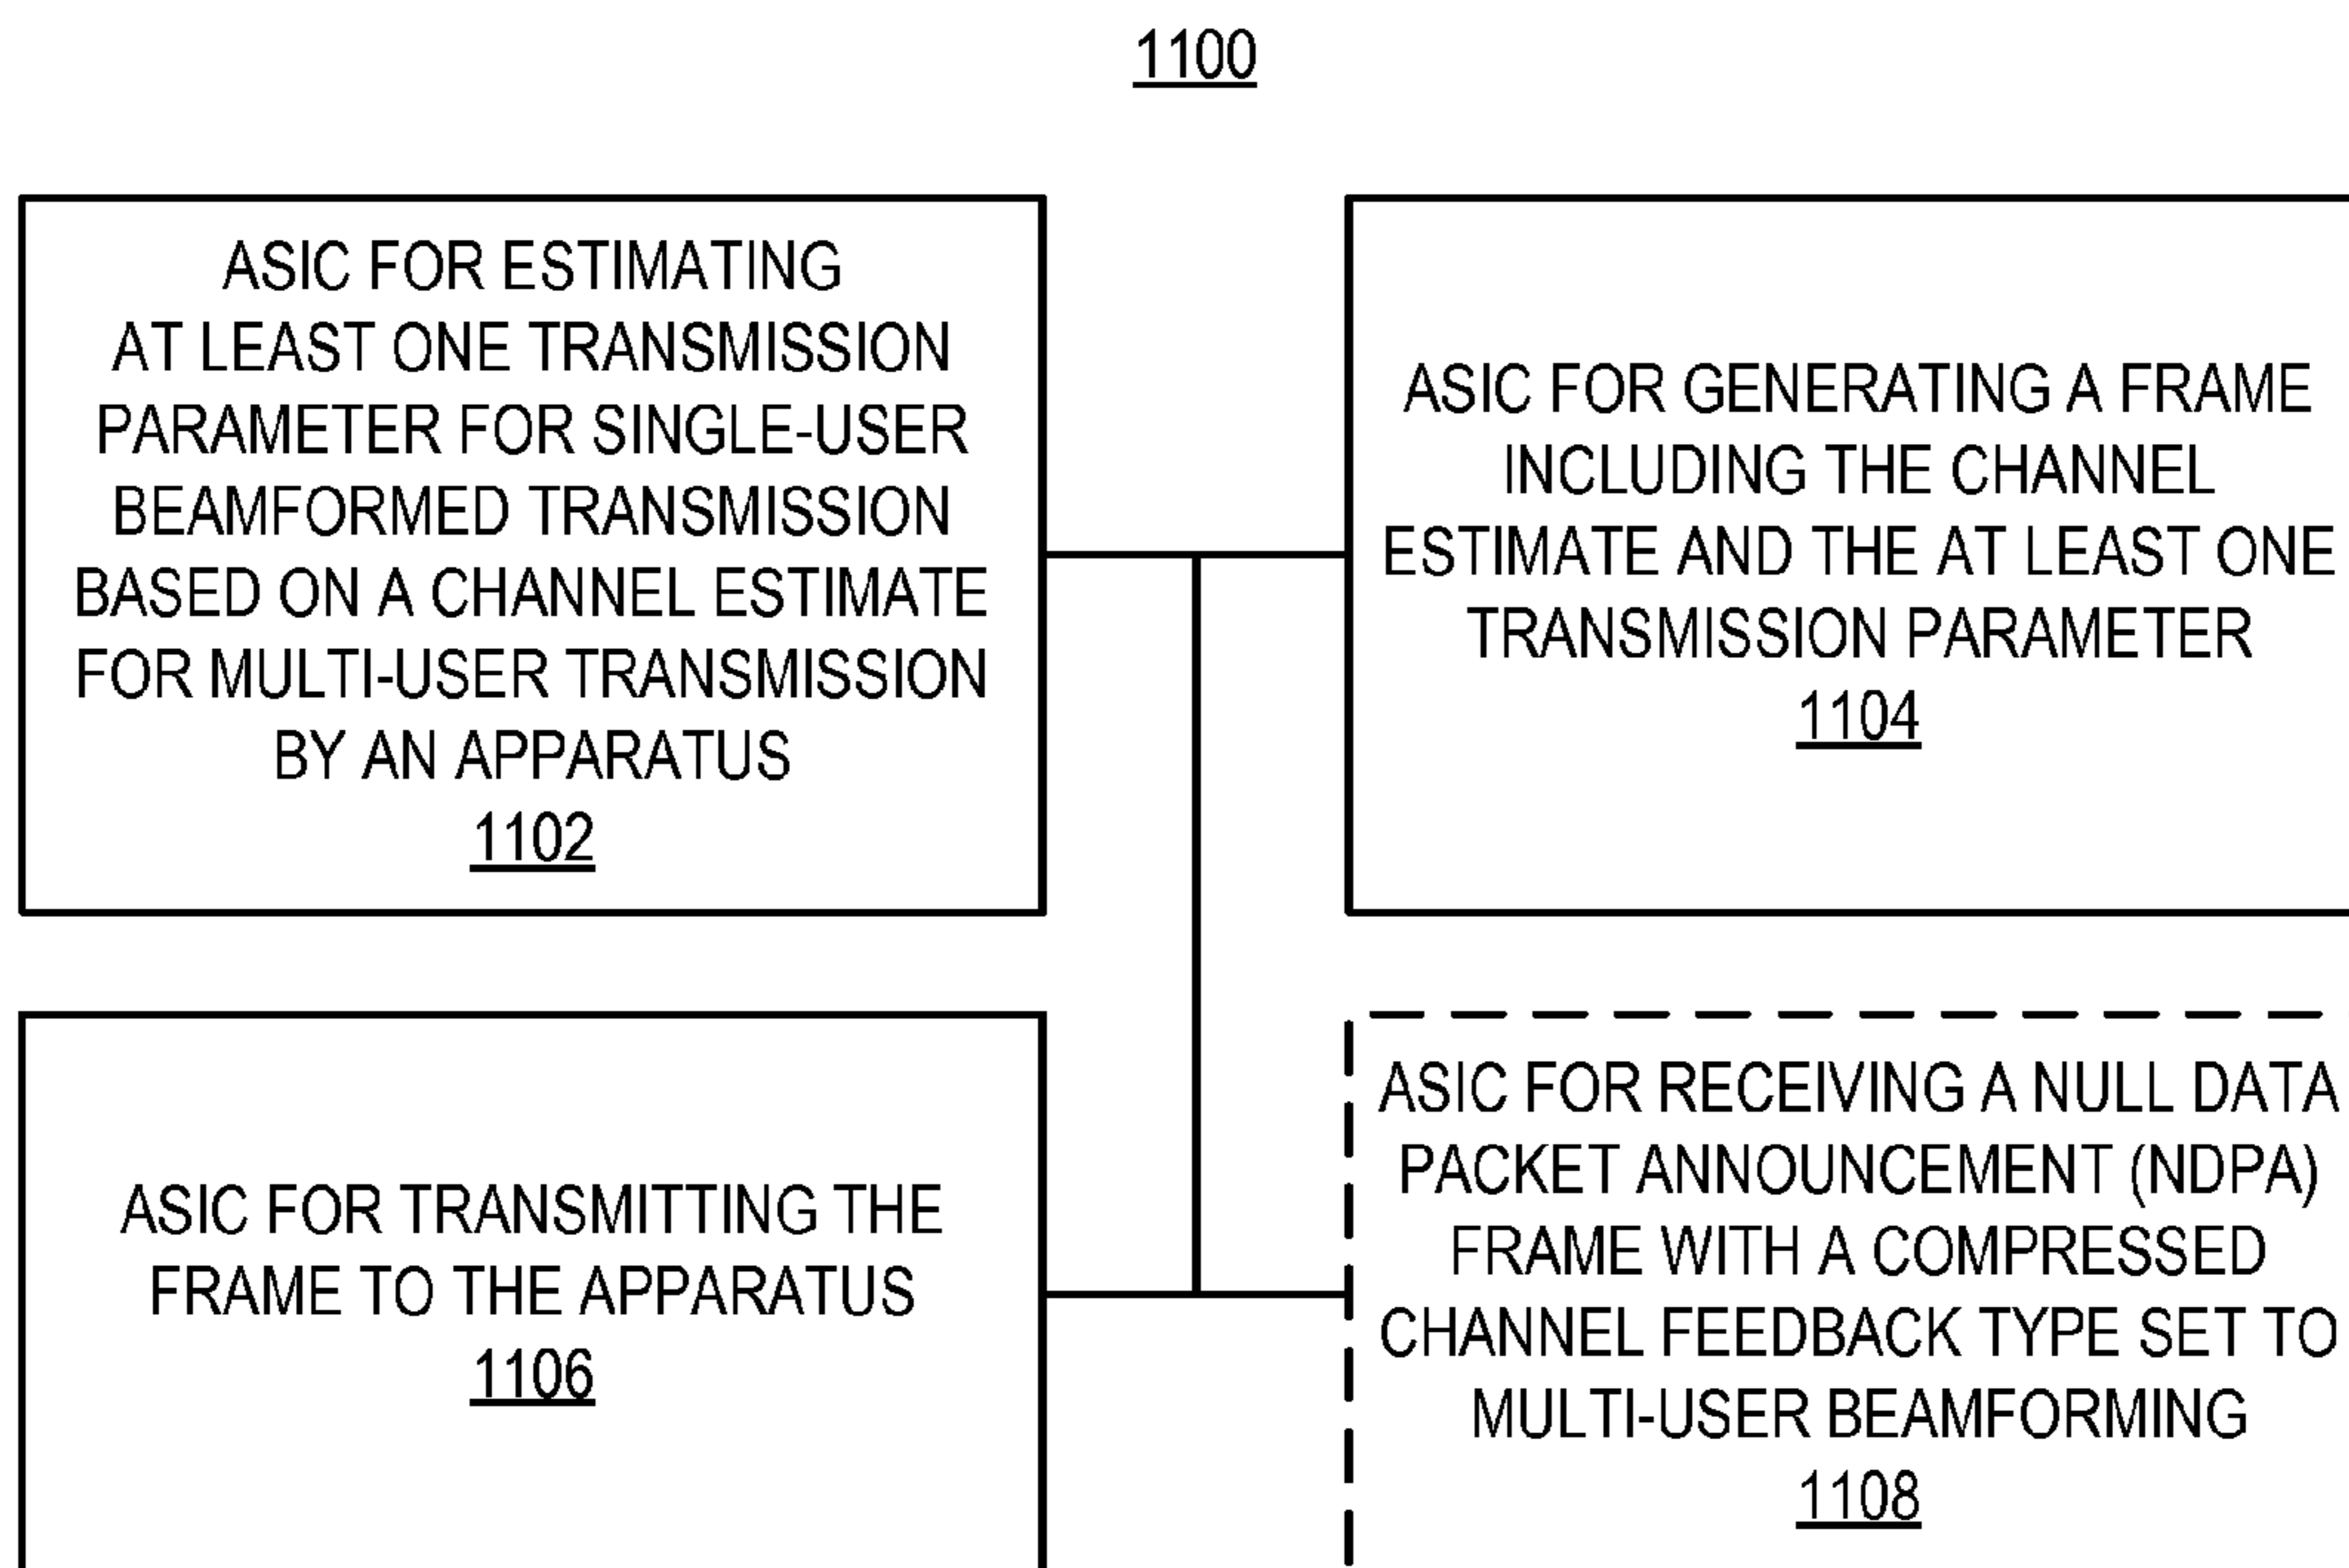 1100
ASIC FOR ESTIMATING
AT LEAST ONE TRANSMISSION
PARAMETER FOR SINGLE-USER
BEAMFORMED TRANSMISSION
BASED ON A CHANNEL ESTIMATE
FOR MULTI-USER TRANSMISSION
BY AN APPARATUS
1102
ASIC FOR GENERATING A FRAME
INCLUDING THE CHANNEL
ESTIMATE AND THE AT LEAST ONE
TRANSMISSION PARAMETER
1104
ASIC FOR TRANSMITTING THE
FRAME TO THE APPARATUS
1106
ASIC FOR RECEIVING A NULL DATA
PACKET ANNOUNCEMENT (NDPA)
FRAME WITH A COMPRESSED
CHANNEL FEEDBACK TYPE SET TO
MULTI-USER BEAMFORMING
1108